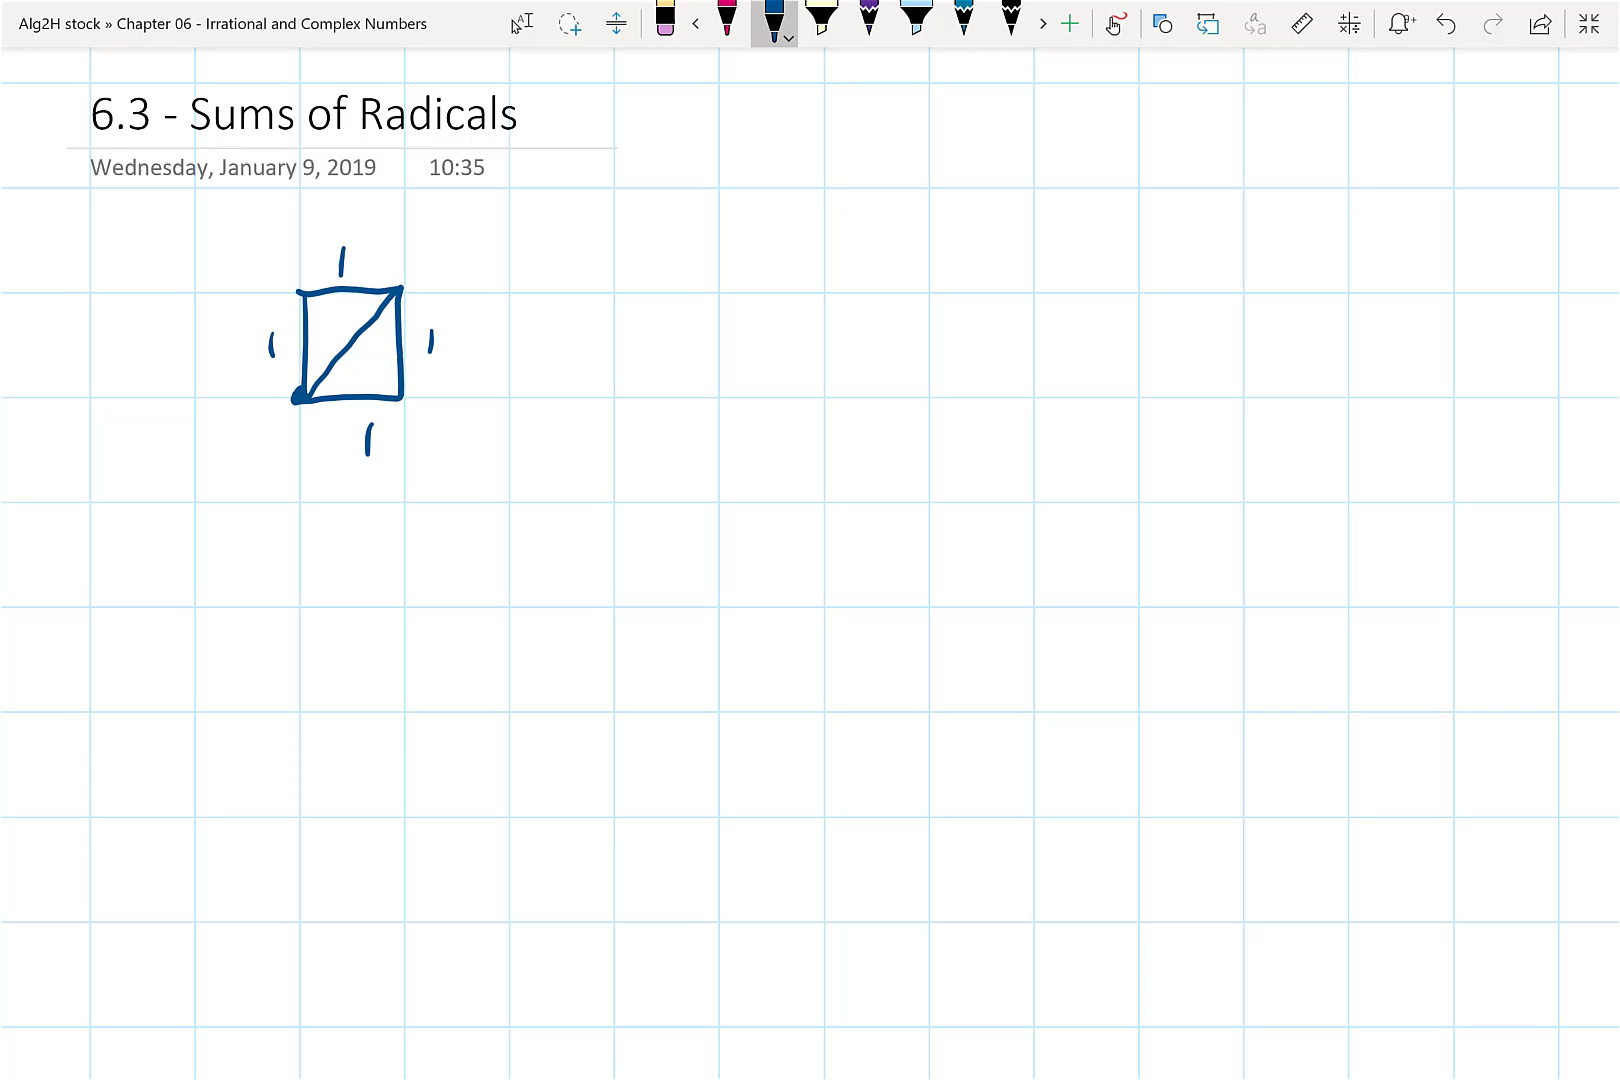 Alg2H stock » Chapter 06 - Irrational and Complex Numbers
6.3 - Sums of Radicals
Wednesday, January 9, 2019 10:35
1
1 1
1